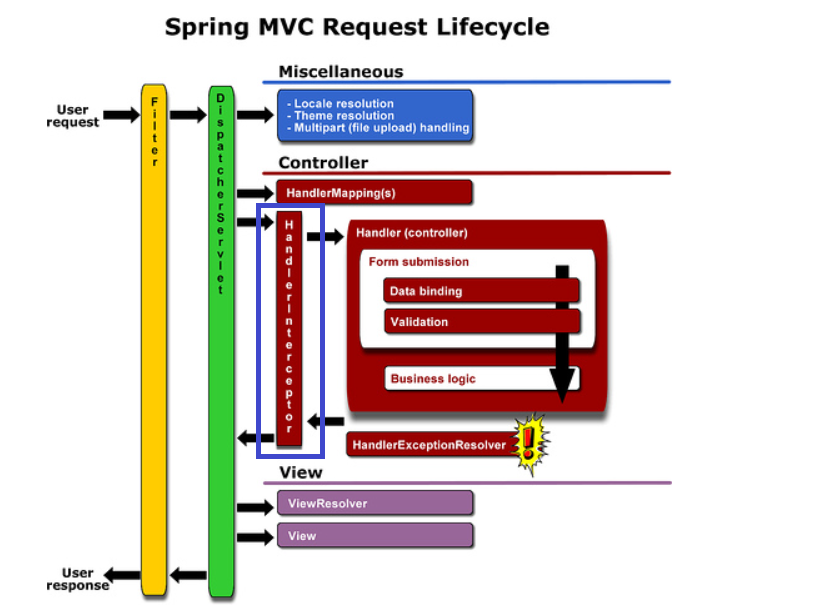 Spring MVC Request Lifecycle
Miscellaneous
User
request
Filter
DispatcherServlet
- Locale resolution
- Theme resolution
- Multipart (file upload) handling
Controller
HandlerMapping(s)
HandlerInterceptor
Handler (controller)
Form submission
Data binding
Validation
Business logic
HandlerExceptionResolver
!
View
ViewResolver
View
User
response